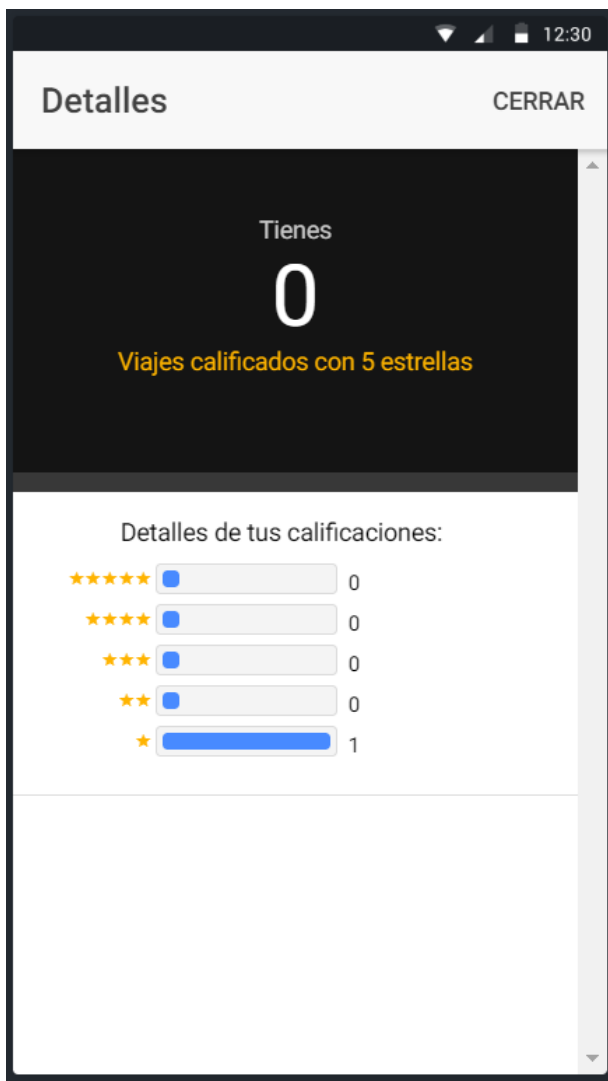 12:30
Detalles CERRAR
Tienes
0
Viajes calificados con 5 estrellas
Detalles de tus calificaciones:
0
0
0
0
1